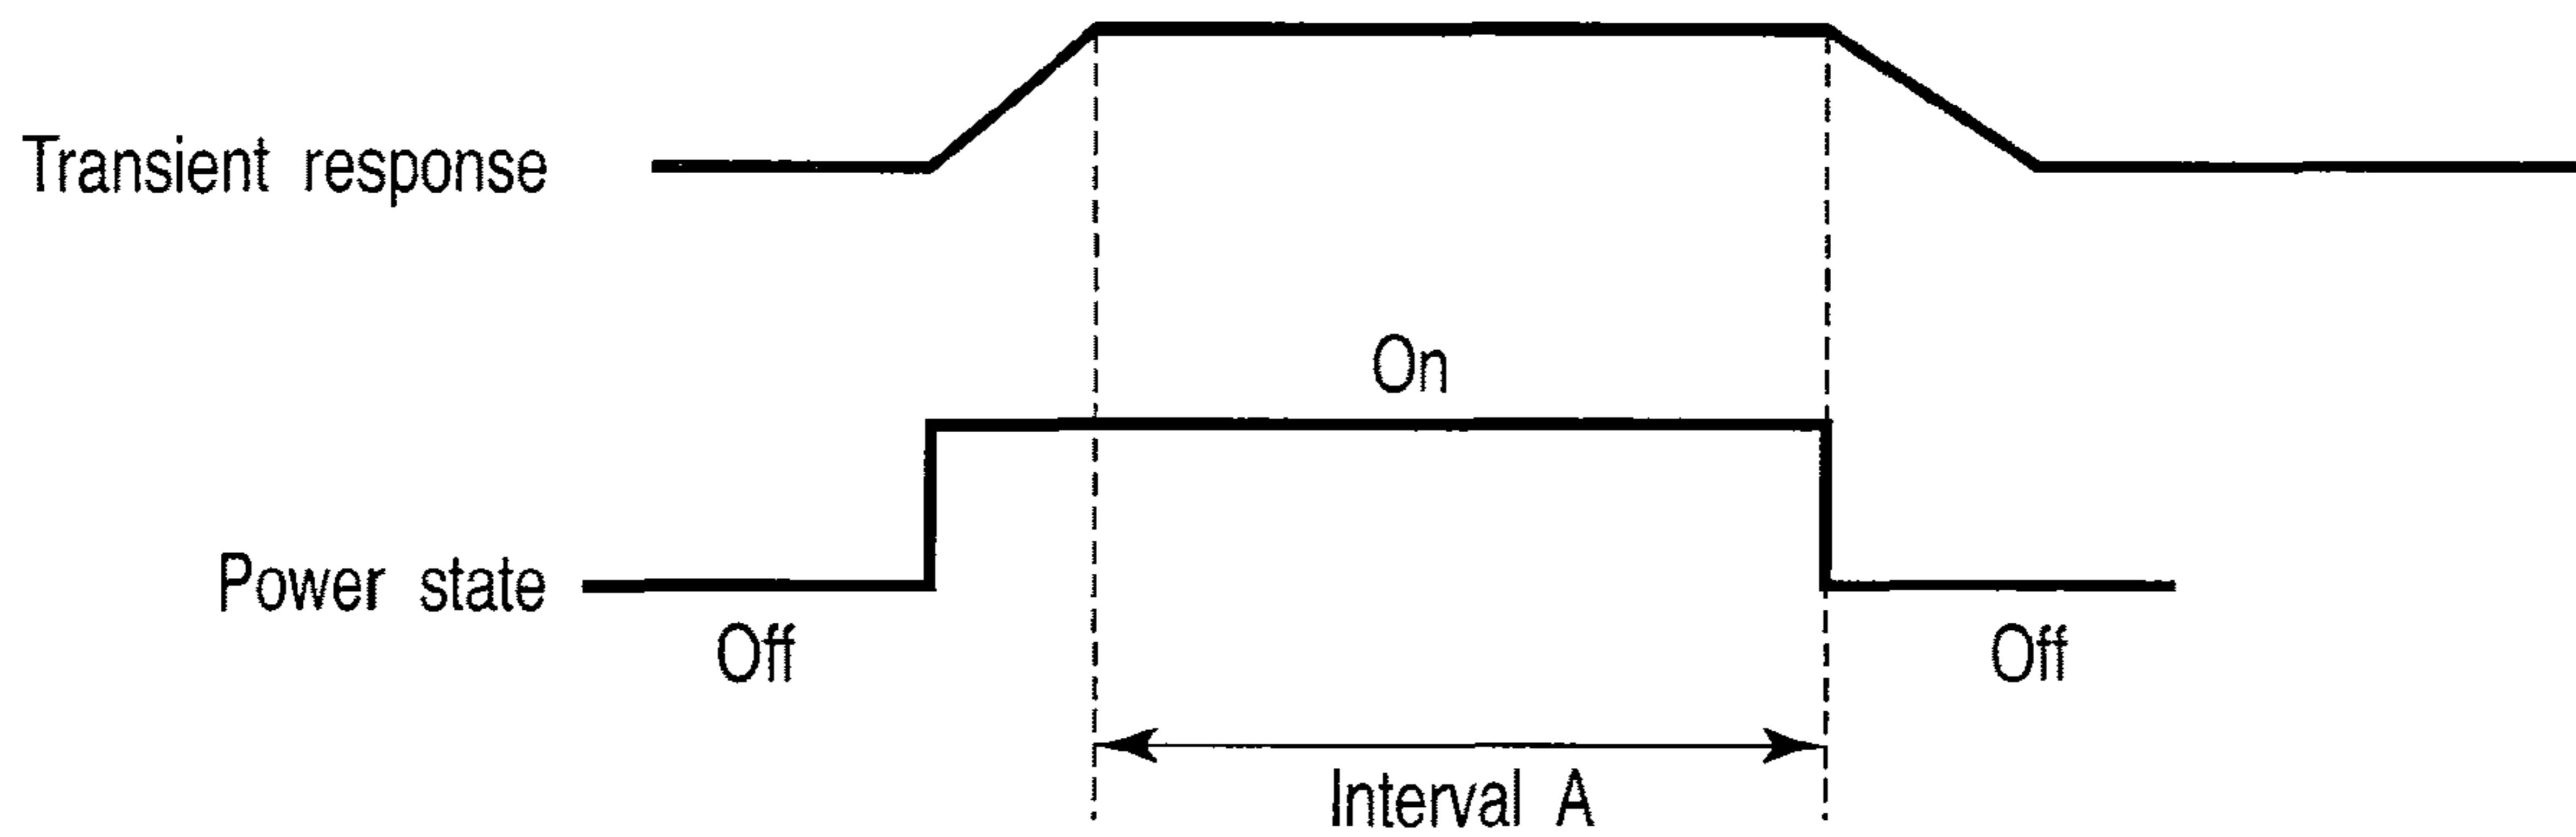 Transient response
On
Power state
Off
Off
Interval A